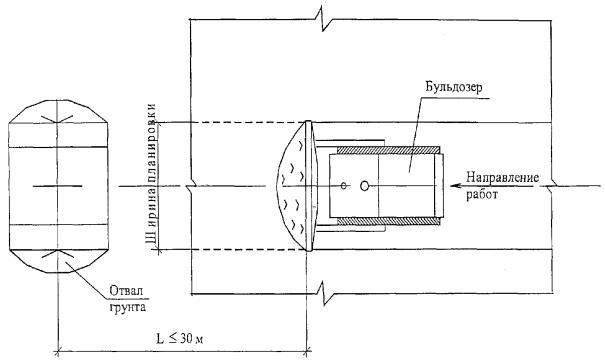 Бульдозер
Ширина планировки
Направление
работ
Отвал
грунта
L ≤ 30 м